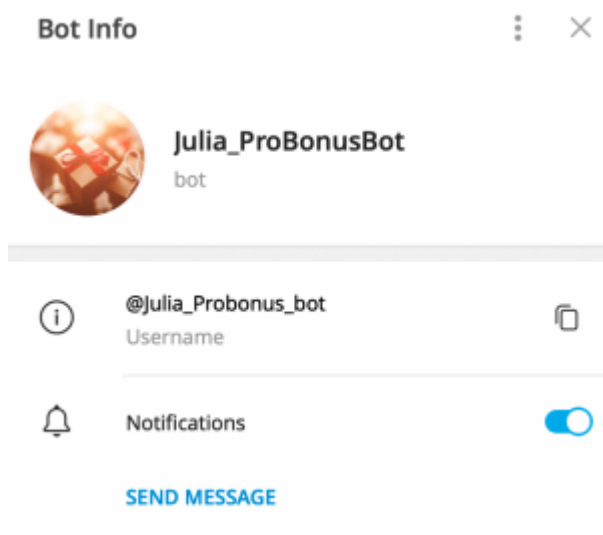 Bot Info
Julia_ProBonusBot
bot
@Julia_Probonus_bot
Username
Notifications
SEND MESSAGE